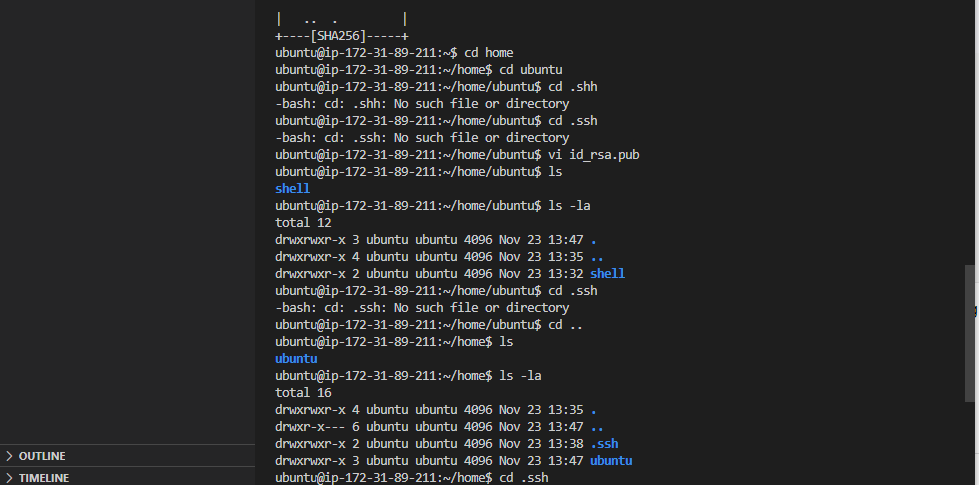 |   ..  .         |
+----[SHA256]-----+
ubuntu@ip-172-31-89-211:~$ cd home
ubuntu@ip-172-31-89-211:~/home$ cd ubuntu
ubuntu@ip-172-31-89-211:~/home/ubuntu$ cd .shh
-bash: cd: .shh: No such file or directory
ubuntu@ip-172-31-89-211:~/home/ubuntu$ cd .ssh
-bash: cd: .ssh: No such file or directory
ubuntu@ip-172-31-89-211:~/home/ubuntu$ vi id_rsa.pub
ubuntu@ip-172-31-89-211:~/home/ubuntu$ ls
shell
ubuntu@ip-172-31-89-211:~/home/ubuntu$ ls -la
total 12
drwxrwxr-x 3 ubuntu ubuntu 4096 Nov 23 13:47 .
drwxrwxr-x 4 ubuntu ubuntu 4096 Nov 23 13:35 ..
drwxrwxr-x 2 ubuntu ubuntu 4096 Nov 23 13:32 shell
ubuntu@ip-172-31-89-211:~/home/ubuntu$ cd .ssh
-bash: cd: .ssh: No such file or directory
ubuntu@ip-172-31-89-211:~/home/ubuntu$ cd ..
ubuntu@ip-172-31-89-211:~/home$ ls
ubuntu
ubuntu@ip-172-31-89-211:~/home$ ls -la
total 16
drwxrwxr-x 4 ubuntu ubuntu 4096 Nov 23 13:35 .
drwxr-x--- 6 ubuntu ubuntu 4096 Nov 23 13:47 ..
drwxrwxr-x 2 ubuntu ubuntu 4096 Nov 23 13:38 .ssh
drwxrwxr-x 3 ubuntu ubuntu 4096 Nov 23 13:47 ubuntu
ubuntu@ip-172-31-89-211:~/home$ cd .ssh
OUTLINE
TIMELINE